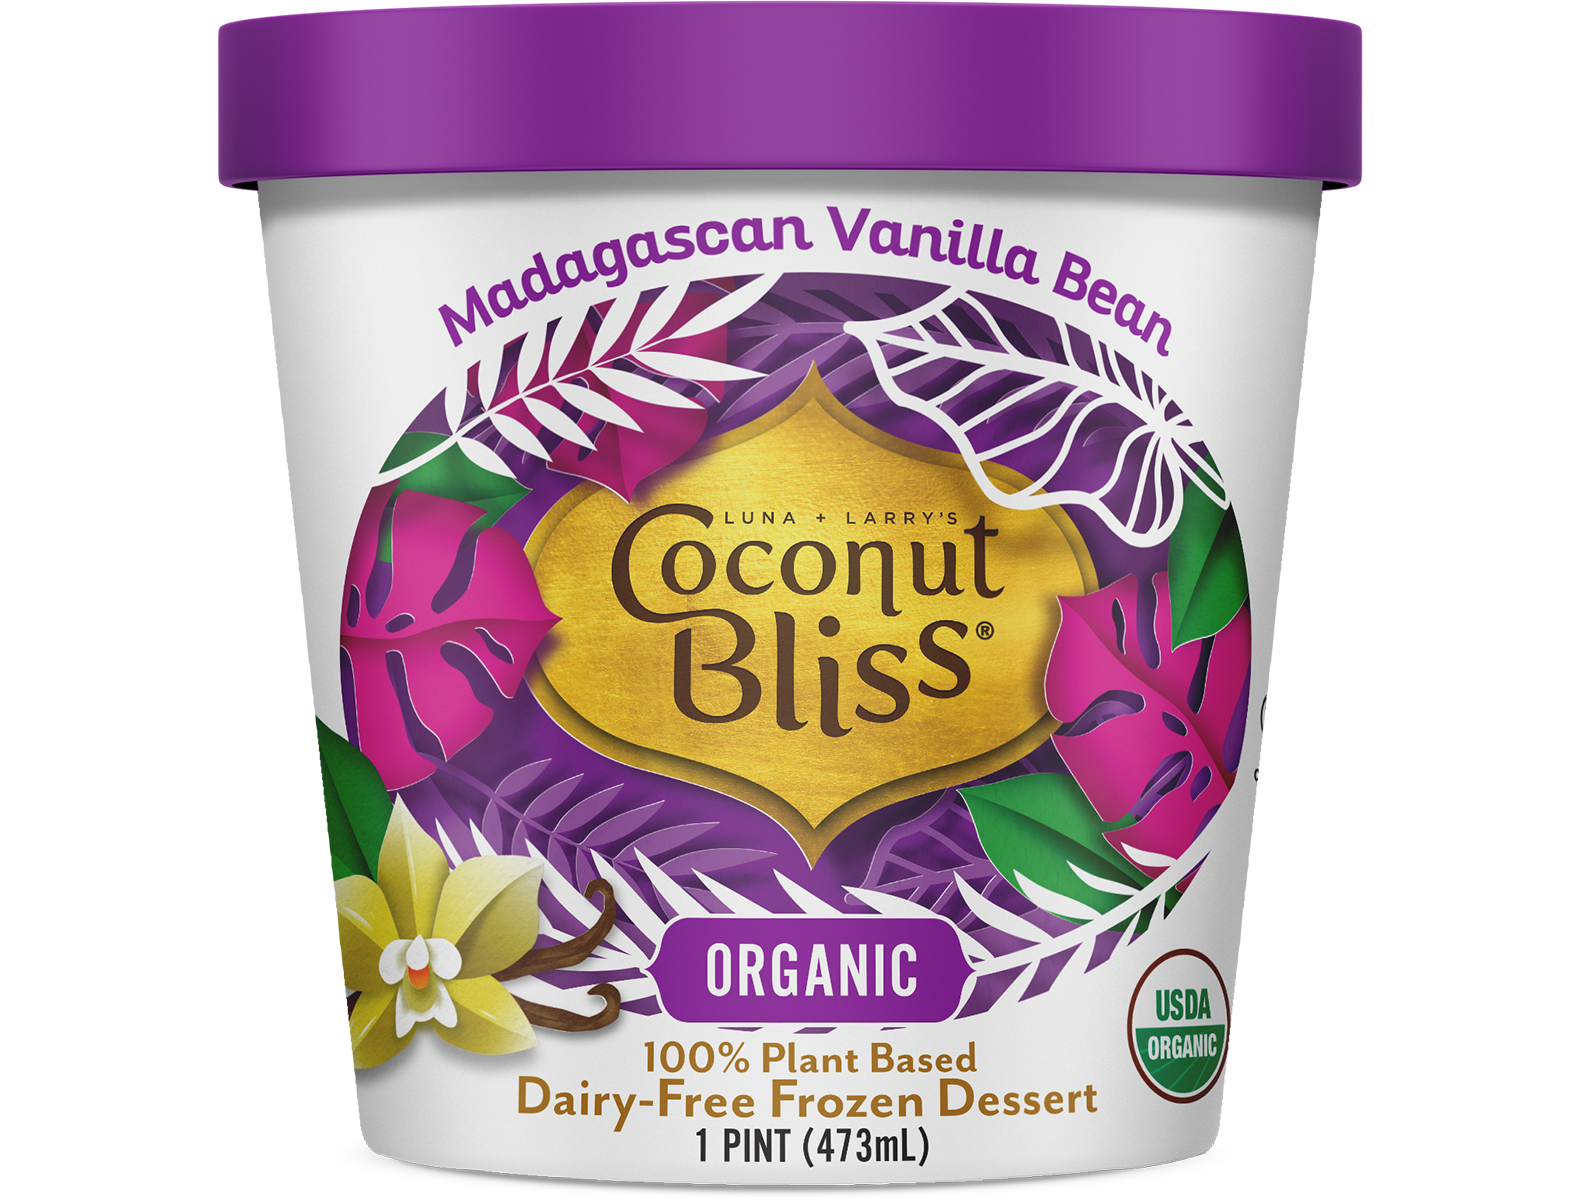 Madagascan Vanilla Bean
LUNA + LARRY'S
Coconut
Bliss®
ORGANIC
USDA
ORGANIC
100% Plant Based
Dairy-Free Frozen Dessert
1 PINT (473mL)